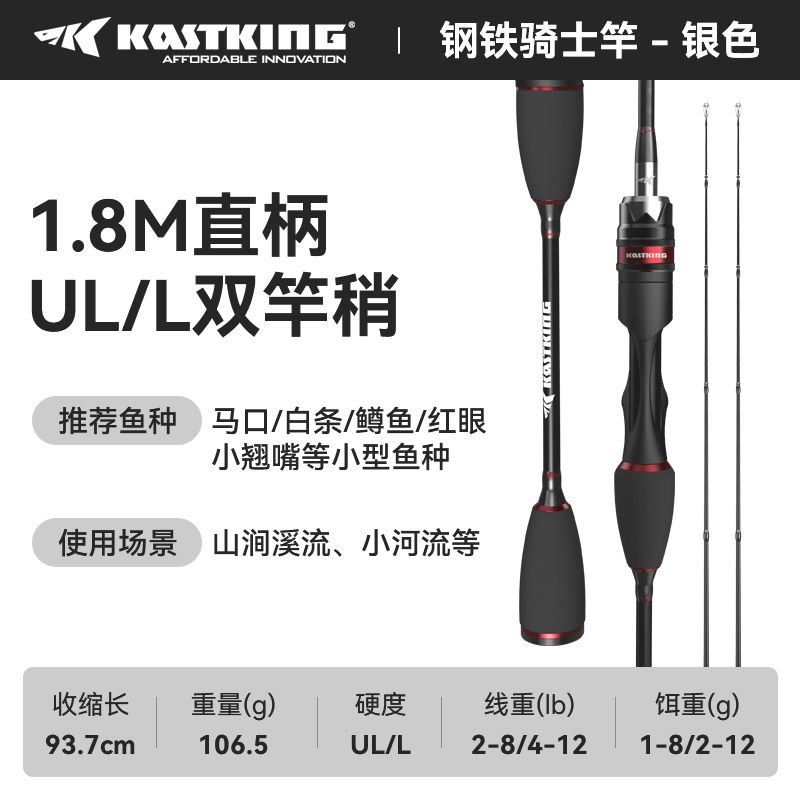 KASTKING®
AFFORDABLE INNOVATION
钢铁骑士竿 - 银色
1.8M直柄
UL/L双竿稍
推荐鱼种
马口/白条/鳟鱼/红眼
小翘嘴等小型鱼种
使用场景
山涧溪流、小河流等
KASTKING
KASTKING
收缩长 重量(g) 硬度 线重(lb) 饵重(g)
93.7cm 106.5 UL/L 2-8/4-12 1-8/2-12